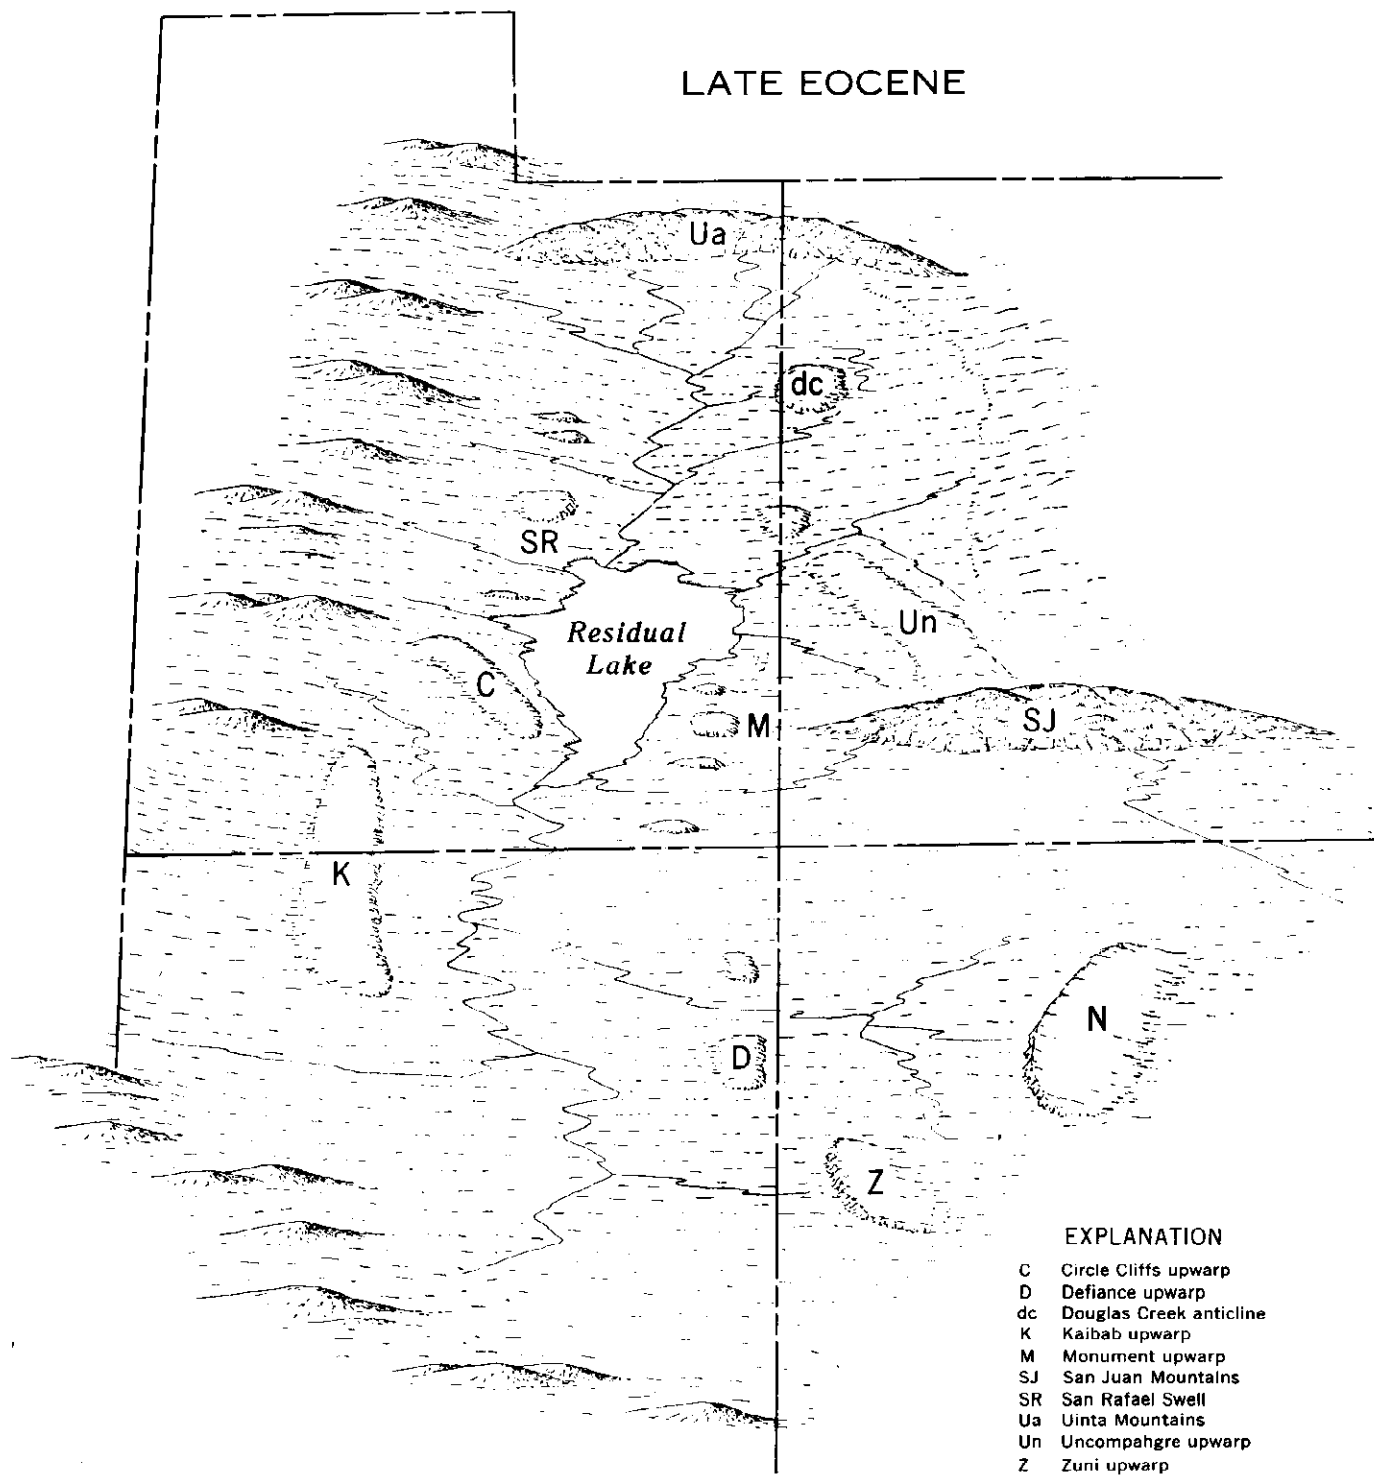 LATE EOCENE
Ua
dc
SR
Un
Residual
Lake
C
M
SJ
K
N
D
Z
EXPLANATION
C Circle Cliffs upwarp
D Defiance upwarp
dc Douglas Creek anticline
K Kaibab upwarp
M Monument upwarp
SJ San Juan Mountains
SR San Rafael Swell
Ua Uinta Mountains
Un Uncompahgre upwarp
Z Zuni upwarp